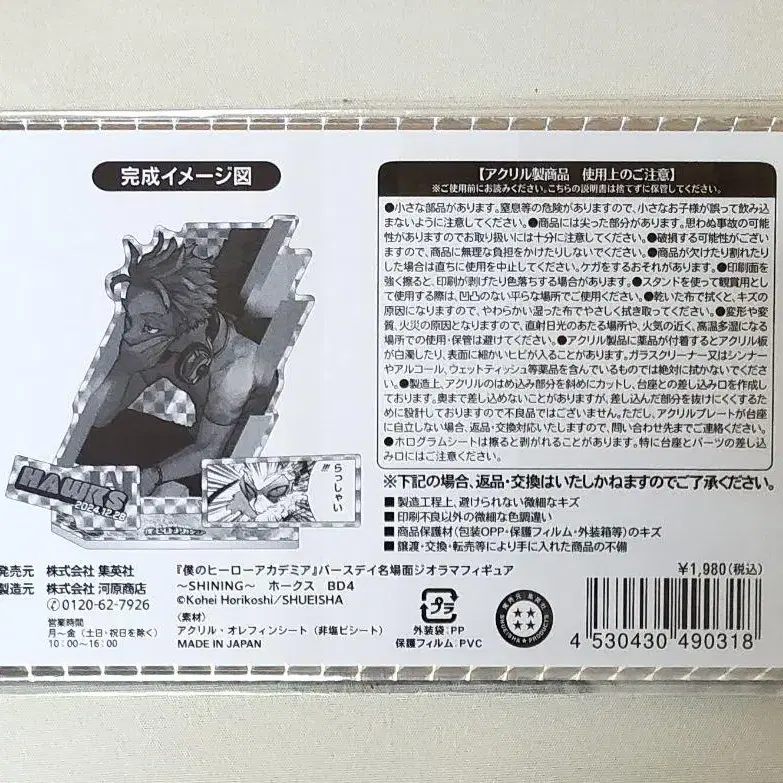 完成イメージ図
HAWKS
2024.12.28
らっしゃい
!!!
【アクリル製商品 使用上のご注意】
※ご使用前にお読みください。こちらの説明書は捨てずに保管してください。
●小さな部品があります。窒息等の危険がありますので、小さなお子様が誤って飲み込
まないように注意してください。●商品には尖った部分があります。思わぬ事故の可能
性がありますのでお取り扱いには十分に注意してください。●破損する可能性がござい
ますので、商品に無理な負担をかけたりしないでください。●商品が欠けたり割れたり
した場合は直ちに使用を中止してください。ケガをするおそれがあります。●印刷面を
強く擦ると、印刷が剥げたり色落ちする場合があります。●スタンドを使って観賞用とし
て使用する際は、凹凸のない平らな場所でご使用ください。●乾いた布で拭くと、キズの
原因になりますので、やわらかい湿った布でやさしく拭き取ってください。●変形や変
質、火災の原因となりますので、直射日光のあたる場所や、火気の近く、高温多湿になる
場所での使用・保管は避けてください。●アクリル製品に薬品が付着するとアクリル板
が白濁したり、表面に細かいヒビが入ることがあります。ガラスクリーナー又はシンナー
やアルコール、ウェットティッシュ等薬品を含んでいるものでは絶対に拭かないでくださ
い。●製造上、アクリルのはめ込み部分を斜めにカットし、台座との差し込み口を作成し
ております。奥まで差し込めないことがありますが、差し込んだ部分を抜けにくくするた
めに設計しておりますので不良品ではございません。ただし、アクリルプレートが台座
に自立しない場合、返品・交換対応いたしますので、問い合わせ先までご連絡ください。
●ホログラムシートは擦ると剥がれることがあります。特に台座とパーツの差し込
み口にはご注意ください。
※下記の場合、返品・交換はいたしかねますのでご了承ください。
■製造工程上、避けられない微細なキズ
■印刷不良以外の微細な色調違い
■商品保護材(包装OPP・保護フィルム・外装箱等)のキズ
■譲渡・交換・転売等により手に入れた商品の不備
発売元 株式会社 集英社
製造元 株式会社 河原商店
0120-62-7926
営業時間
月～金（土日・祝日を除く）
10：00～16：00
『僕のヒーローアカデミア』バースデイ名場面ジオラマフィギュア
～SHINING～ ホークス BD4
©Kohei Horikoshi/SHUEISHA
〈素材〉
アクリル・オレフィンシート（非塩ビシート）
MADE IN JAPAN
プラ
外装袋：PP
保護フィルム：PVC
SHUEISHA PRODUCTS
¥1,980(税込)
4 530430 490318